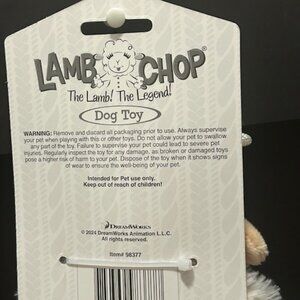 LAMB CHOP®
The Lamb! The Legend!
Dog Toy
WARNING: Remove and discard all packaging prior to use. Always supervise
your pet when playing with this or other toys. Do not allow your pet to swallow
any part of the toy. Failure to supervise your pet could lead to severe pet
injuries. Regularly inspect the toy for any damage, as broken or damaged toys
pose a higher risk of harm to your pet. Dispose of the toy when it shows signs
of wear to ensure the well-being of your pet.
Intended for Pet use only.
Keep out of reach of children!
DREAMWORKS
© 2024 DreamWorks Animation L.L.C.
All rights reserved.
Item# 58377